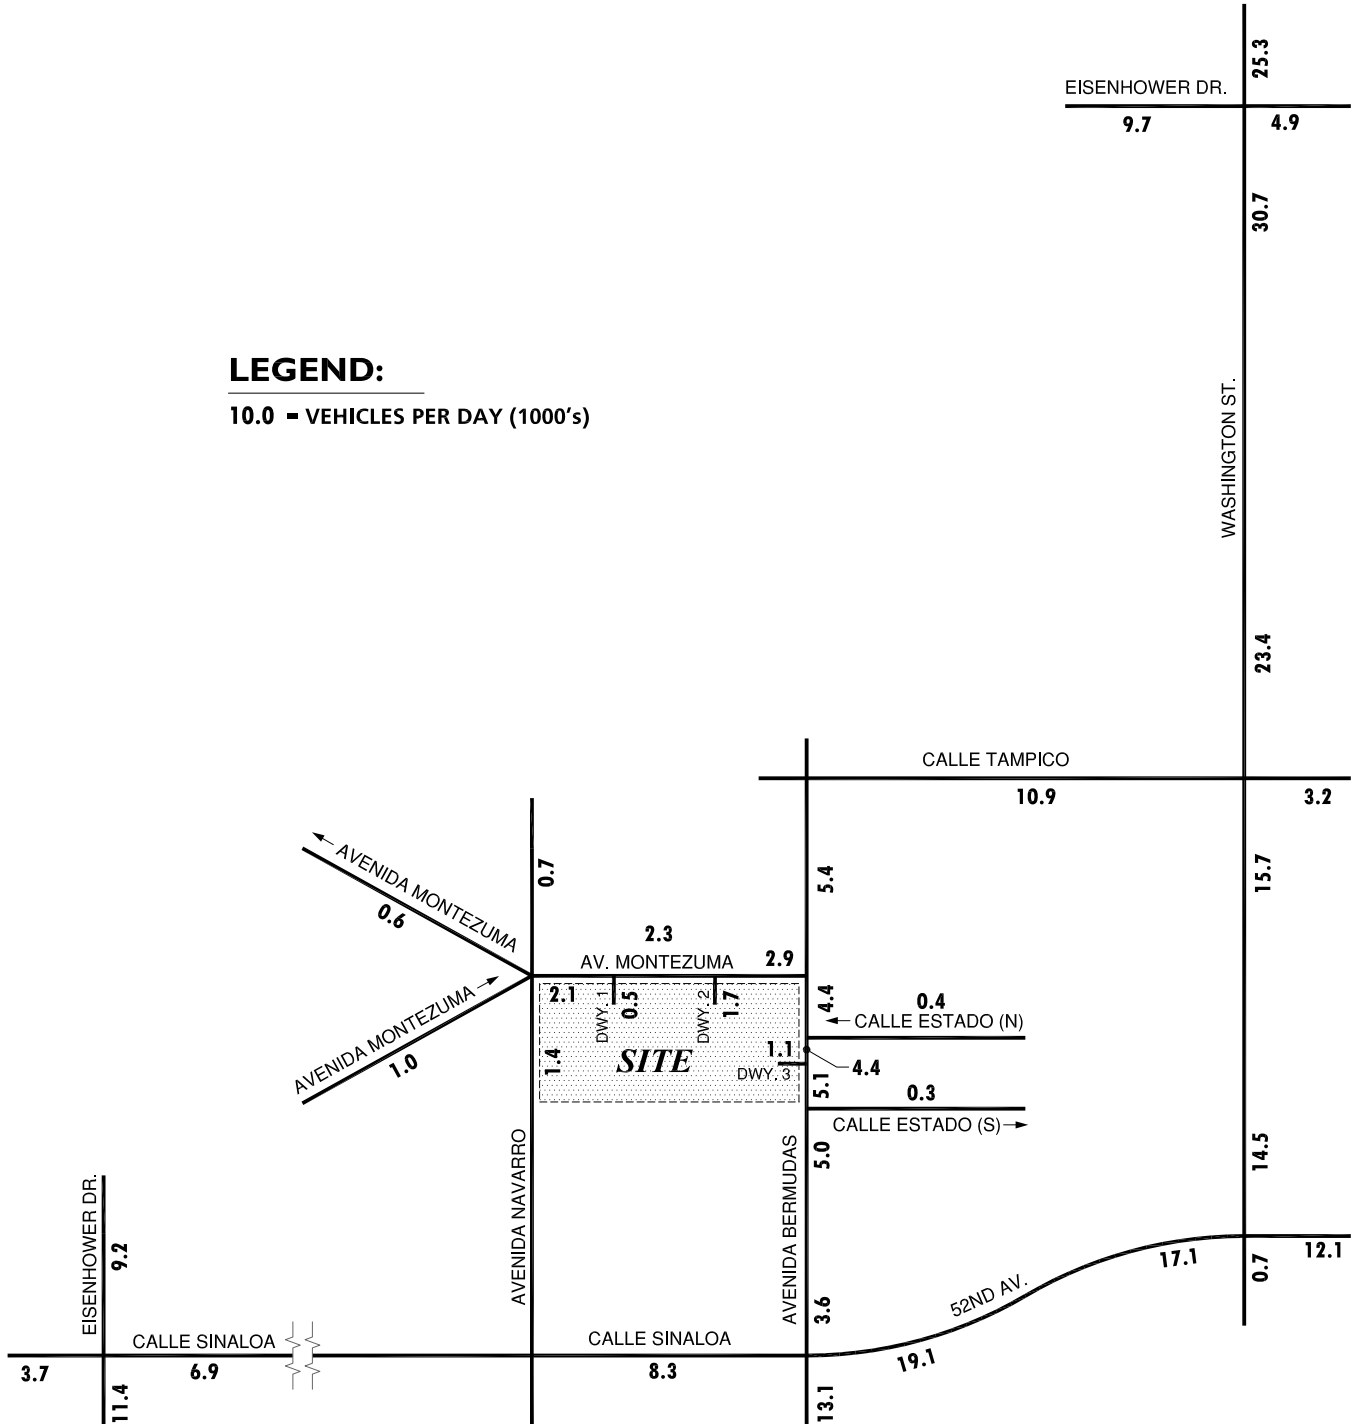 25.3
EISENHOWER DR.
9.7
4.9
30.7
LEGEND:
10.0 = VEHICLES PER DAY (1000's)
WASHINGTON ST.
23.4
CALLE TAMPICO
10.9
3.2
AVENIDA MONTEZUMA
0.6
0.7
5.4
15.7
2.3
AV. MONTEZUMA
2.9
2.1
DWY. 1
0.5
DWY. 2
1.7
4.4
0.4
CALLE ESTADO (N)
AVENIDA MONTEZUMA
1.0
1.4
SITE
1.1
DWY. 3
4.4
5.1
0.3
CALLE ESTADO (S)
5.0
14.5
AVENIDA NAVARRO
AVENIDA BERMUDAS
EISENHOWER DR.
9.2
3.6
52ND AV.
17.1
0.7
12.1
CALLE SINALOA
CALLE SINALOA
3.7
6.9
8.3
19.1
11.4
13.1